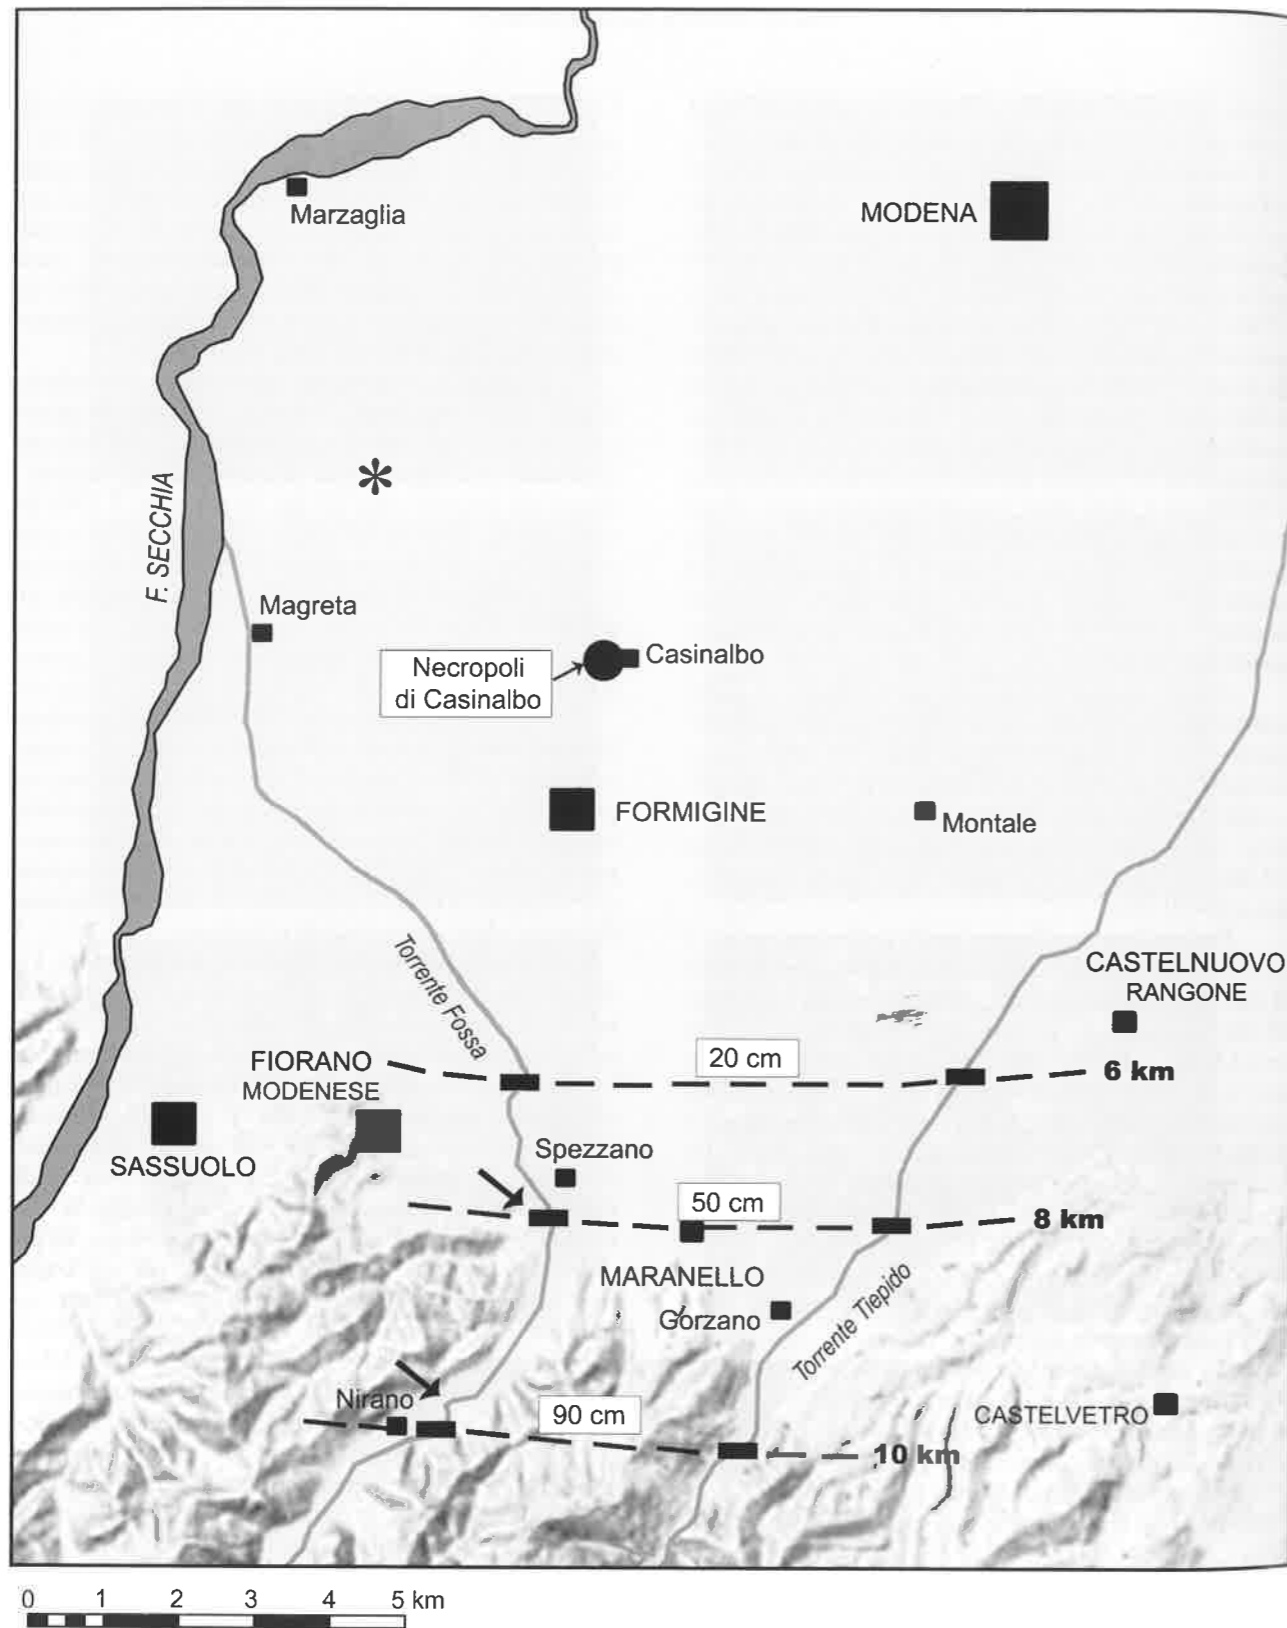 Marzaglia
MODENA
*
F. SECCHIA
Magreta
Necropoli
di Casinalbo
Casinalbo
FORMIGINE
Montale
Torrente Fossa
CASTELNUOVO
RANGONE
FIORANO
MODENESE
20 cm
6 km
SASSUOLO
Spezzano
50 cm
8 km
MARANELLO
Gorzano
Torrente Tiepido
Nirano
90 cm
10 km
CASTELVETRO
0 1 2 3 4 5 km